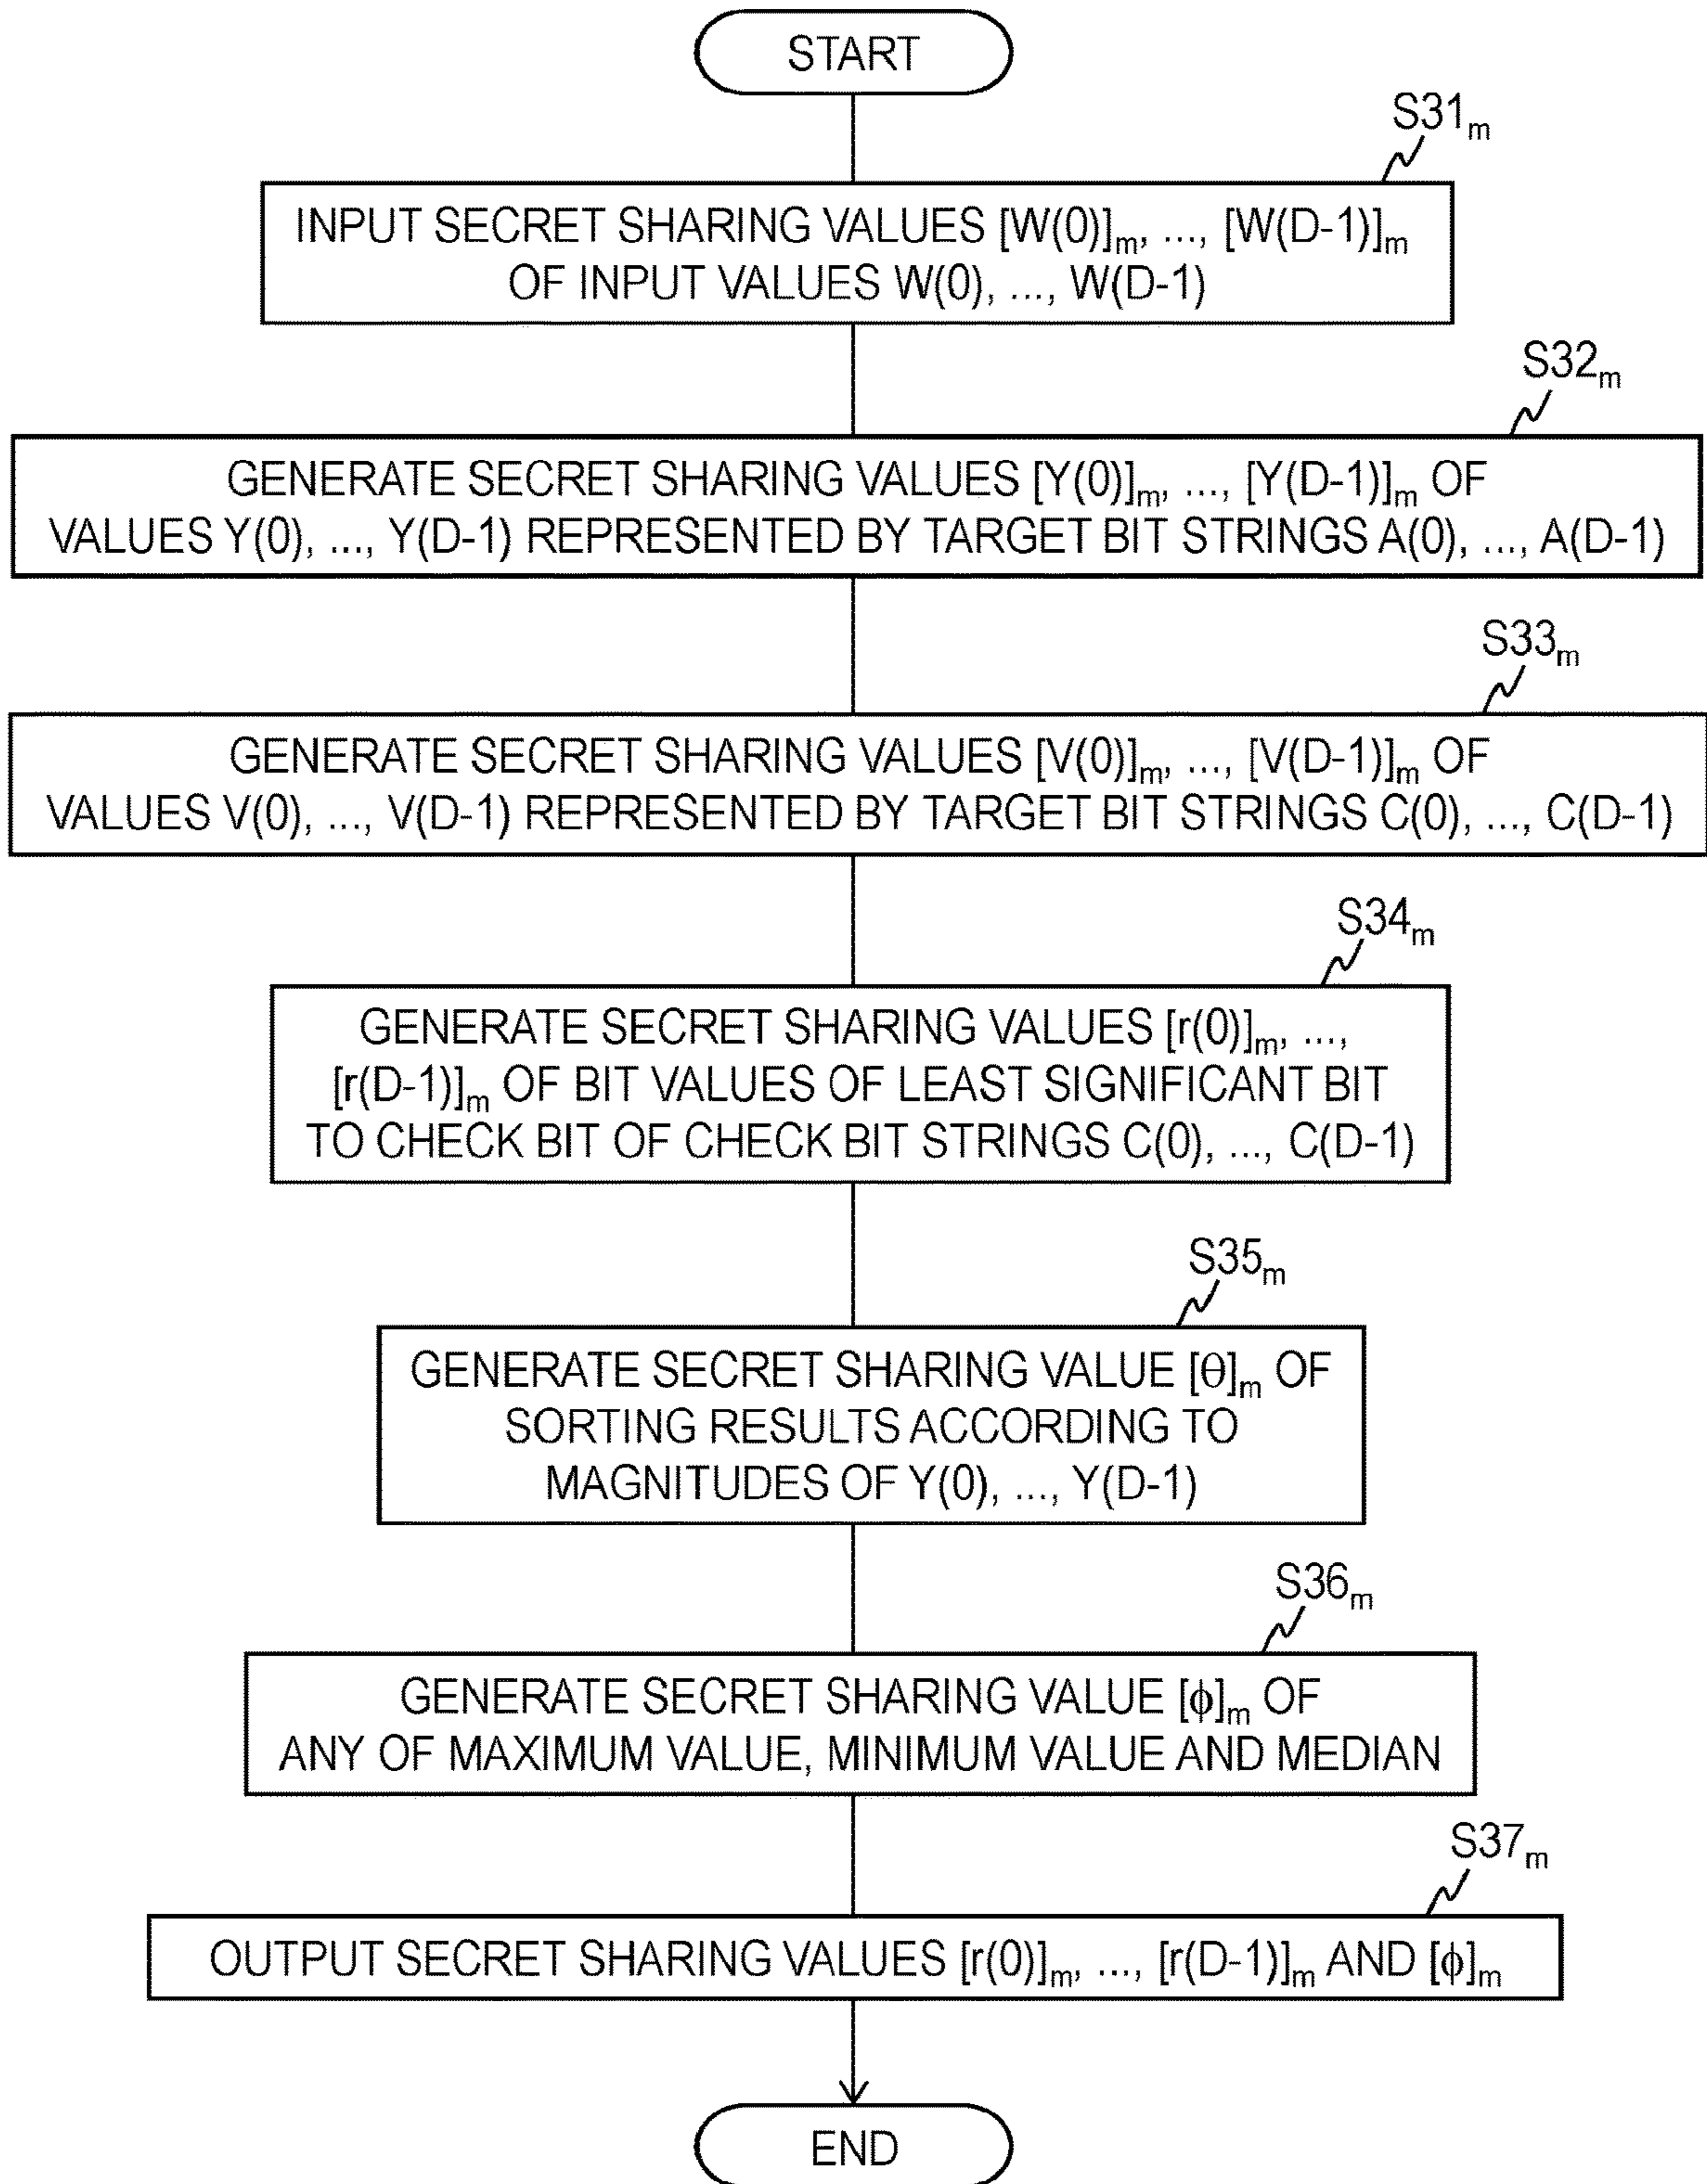 START
S31m
INPUT SECRET SHARING VALUES [W(0)]m, ..., [W(D-1)]m
OF INPUT VALUES W(0), ..., W(D-1)
S32m
GENERATE SECRET SHARING VALUES [Y(0)]m, ..., [Y(D-1)]m OF
VALUES Y(0), ..., Y(D-1) REPRESENTED BY TARGET BIT STRINGS A(0), ..., A(D-1)
S33m
GENERATE SECRET SHARING VALUES [V(0)]m, ..., [V(D-1)]m OF
VALUES V(0), ..., V(D-1) REPRESENTED BY TARGET BIT STRINGS C(0), ..., C(D-1)
S34m
GENERATE SECRET SHARING VALUES [r(0)]m, ...,
[r(D-1)]m OF BIT VALUES OF LEAST SIGNIFICANT BIT
TO CHECK BIT OF CHECK BIT STRINGS C(0), ..., C(D-1)
S35m
GENERATE SECRET SHARING VALUE [θ]m OF
SORTING RESULTS ACCORDING TO
MAGNITUDES OF Y(0), ..., Y(D-1)
S36m
GENERATE SECRET SHARING VALUE [ϕ]m OF
ANY OF MAXIMUM VALUE, MINIMUM VALUE AND MEDIAN
S37m
OUTPUT SECRET SHARING VALUES [r(0)]m, ..., [r(D-1)]m AND [ϕ]m
END